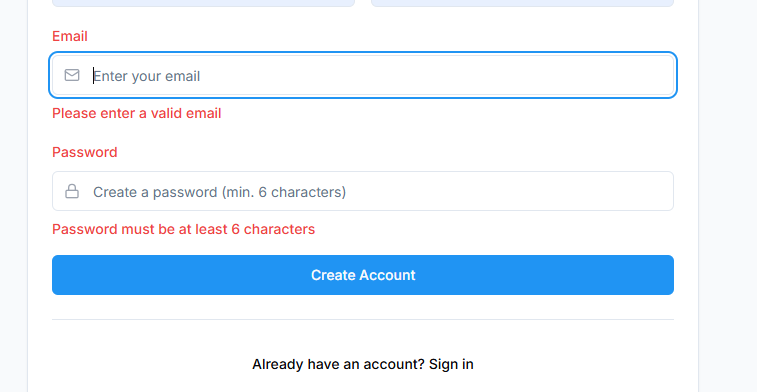 Email
Enter your email
Please enter a valid email
Password
Create a password (min. 6 characters)
Password must be at least 6 characters
Create Account
Already have an account? Sign in